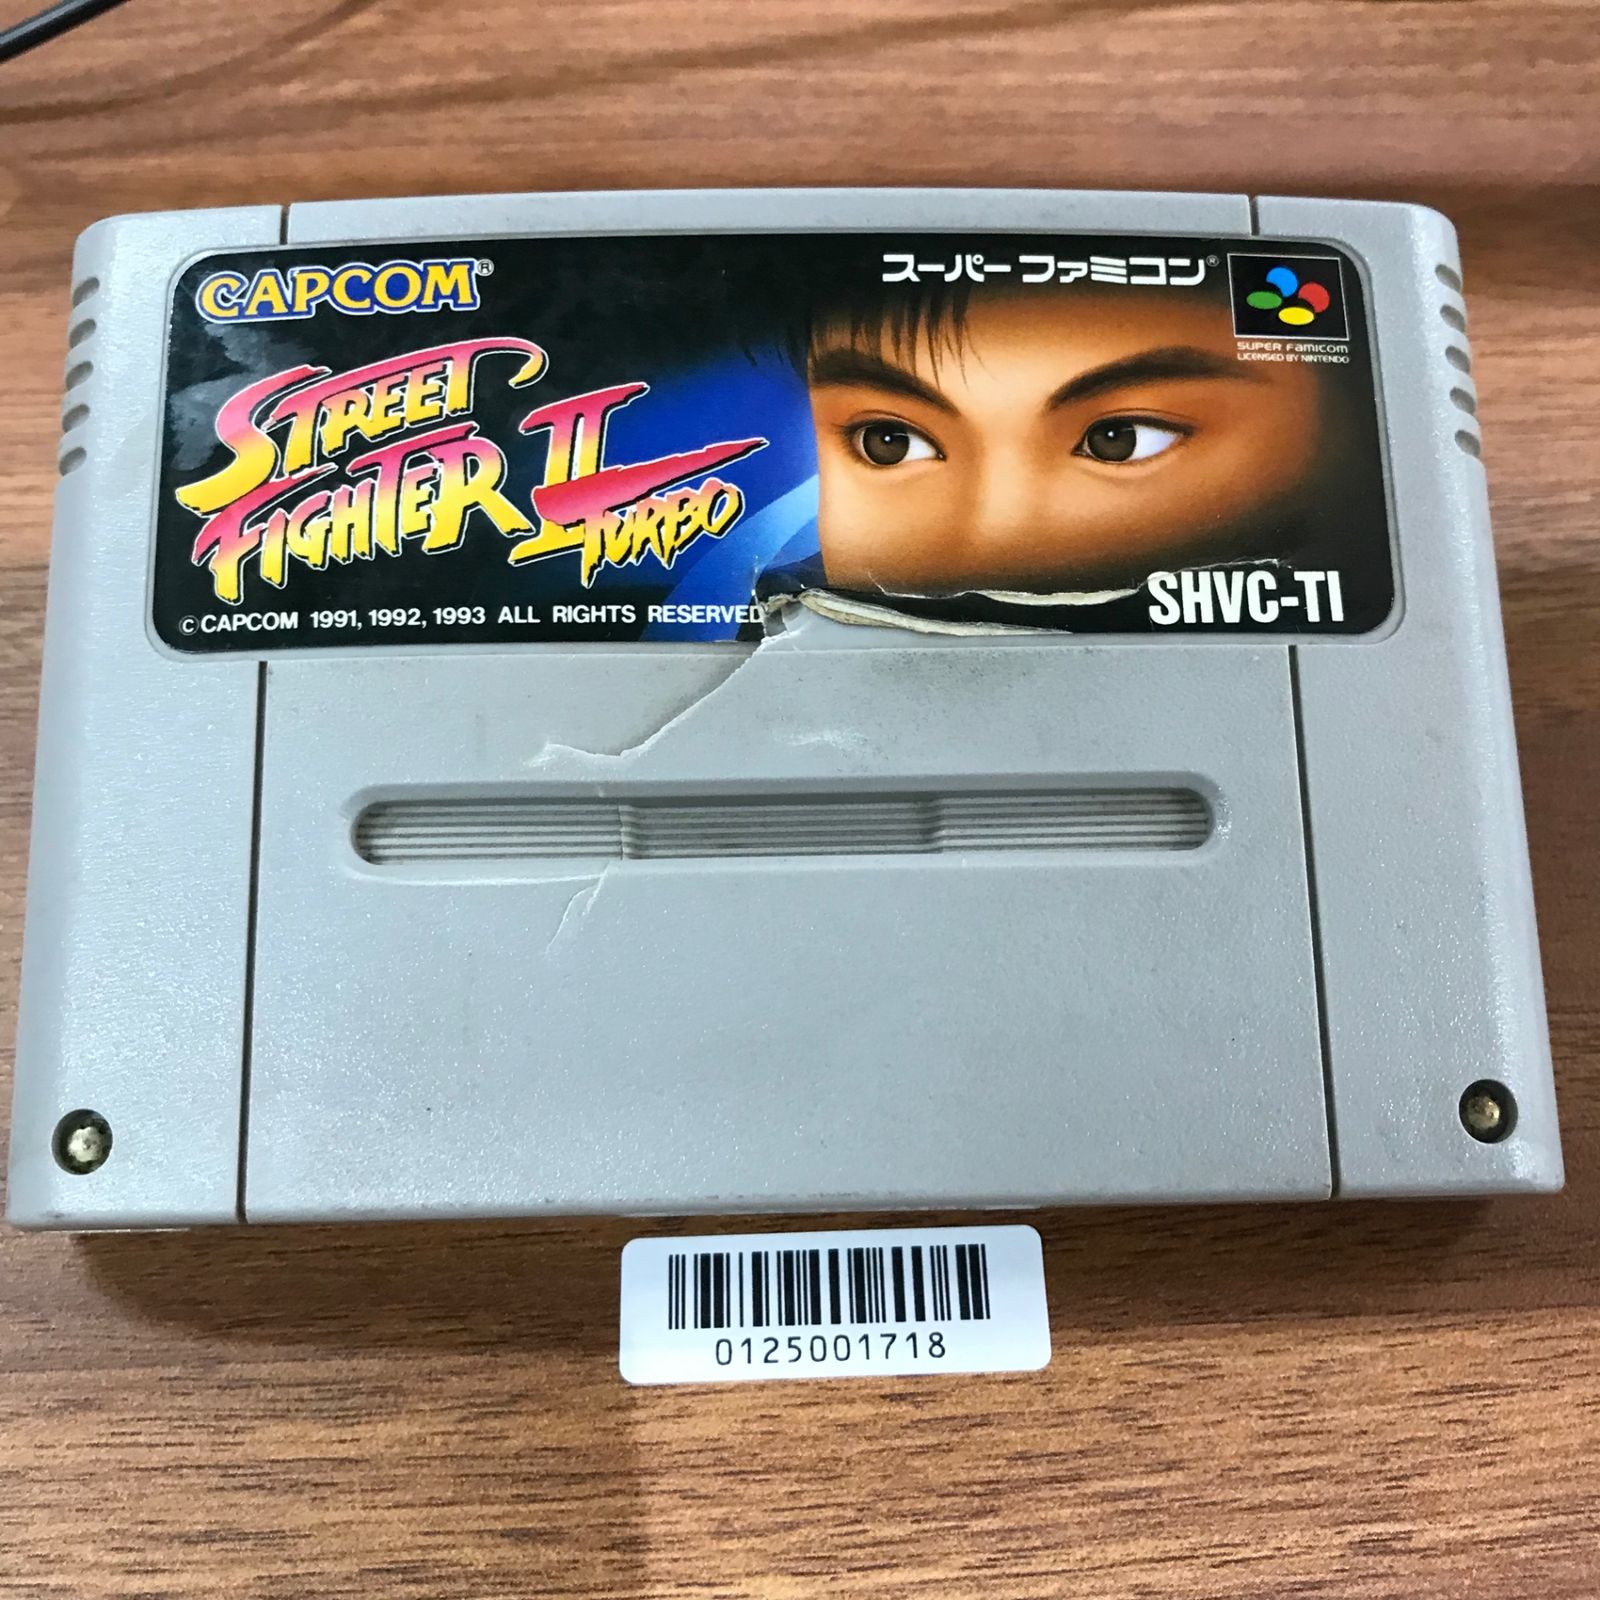 CAPCOM®
スーパーファミコン®
SUPER FAMICOM
LICENSED BY NINTENDO
STREET
FIGHTER II
TURBO
©CAPCOM 1991, 1992, 1993 ALL RIGHTS RESERVED
SHVC-TI
0125001718